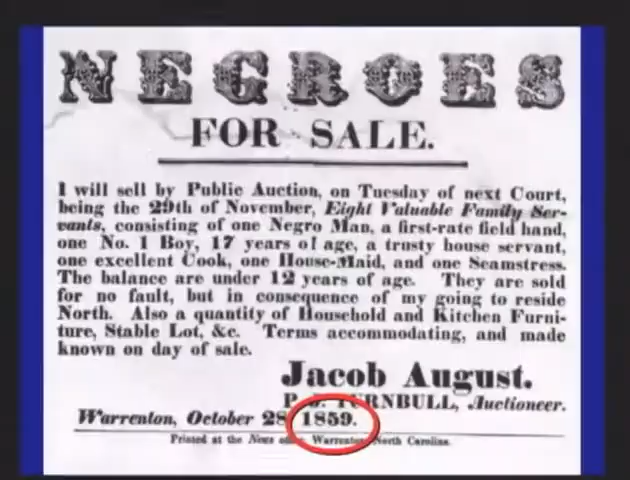 NEGROES
FOR SALE.
I will sell by Public Auction, on Tuesday of next Court,
being the 29th of November, Eight Valuable Family Ser-
vants, consisting of one Negro Man, a first-rate field hand,
one No. 1 Boy, 17 years of age, a trusty house servant,
one excellent Cook, one House-Maid, and one Seamstress.
The balance are under 12 years of age. They are sold
for no fault, but in consequence of my going to reside
North. Also a quantity of Household and Kitchen Furni-
ture, Stable Lot, &c. Terms accommodating, and made
known on day of sale.
Jacob August.
TURNBULL, Auctioneer.
Warrenton, October 28 1859.
Printed at the News Warrenton, North Carolina.